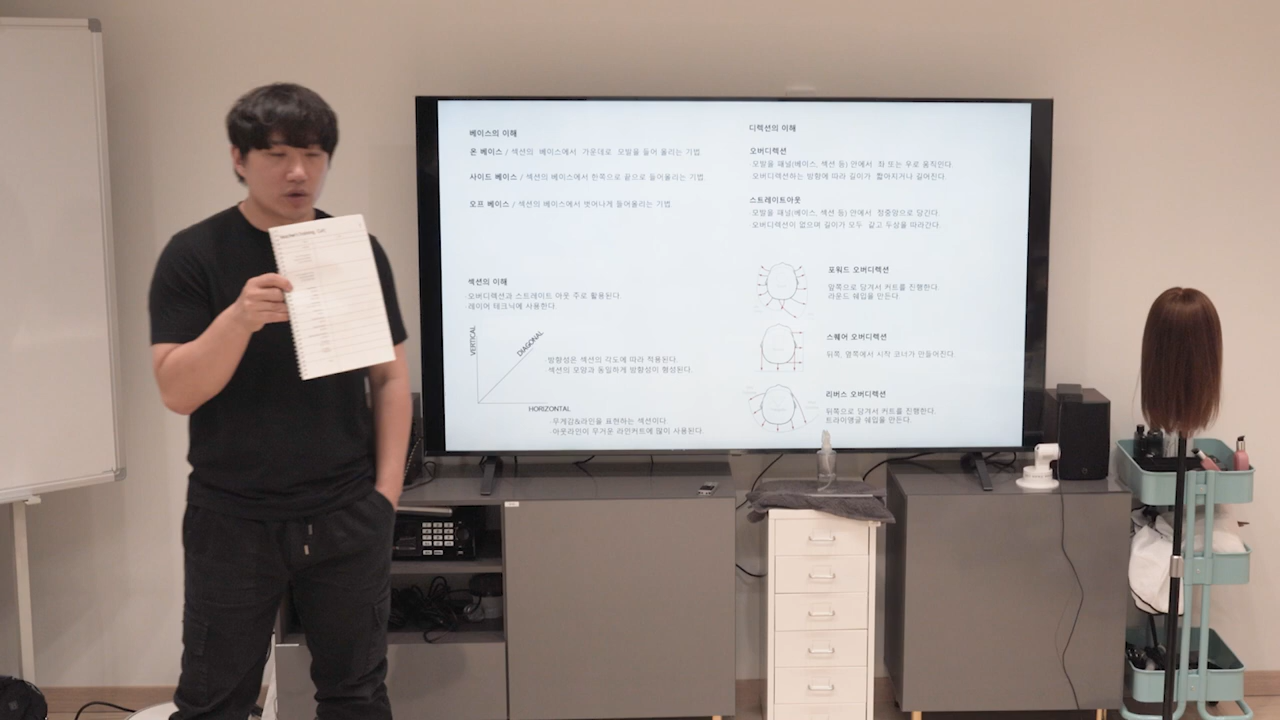 베이스의 이해
온 베이스 / 섹션의 베이스에서 가운데로 모발을 들어 올리는 기법.
사이드 베이스 / 섹션의 베이스에서 한쪽으로 끝으로 들어올리는 기법.
오프 베이스 / 섹션의 베이스에서 벗어나게 들어올리는 기법.
섹션의 이해
오버디렉션과 스트레이트 아웃 주로 활용된다.
레이어 테크닉에 사용한다.
VERTICAL
DIAGONAL
방향성은 섹션의 각도에 따라 적용된다.
섹션의 모양과 동일하게 방향성이 형성된다.
HORIZONTAL
무게감&라인을 표현하는 섹션이다.
아웃라인이 무거운 라인커트에 많이 사용된다.
디렉션의 이해
오버디렉션
모발을 패널(베이스, 섹션 등) 안에서 좌 또는 우로 움직인다.
오버디렉션하는 방향에 따라 길이가 짧아지거나 길어진다.
스트레이트아웃
모발을 패널(베이스, 섹션 등) 안에서 정중앙으로 당긴다.
오버디렉션이 없으며 길이가 모두 같고 두상을 따라간다.
포워드 오버디렉션
앞쪽으로 당겨서 커트를 진행한다.
라운드 쉐입을 만든다.
스퀘어 오버디렉션
뒤쪽, 옆쪽에서 시작 코너가 만들어진다.
리버스 오버디렉션
뒤쪽으로 당겨서 커트를 진행한다.
트라이앵글 쉐입을 만든다.